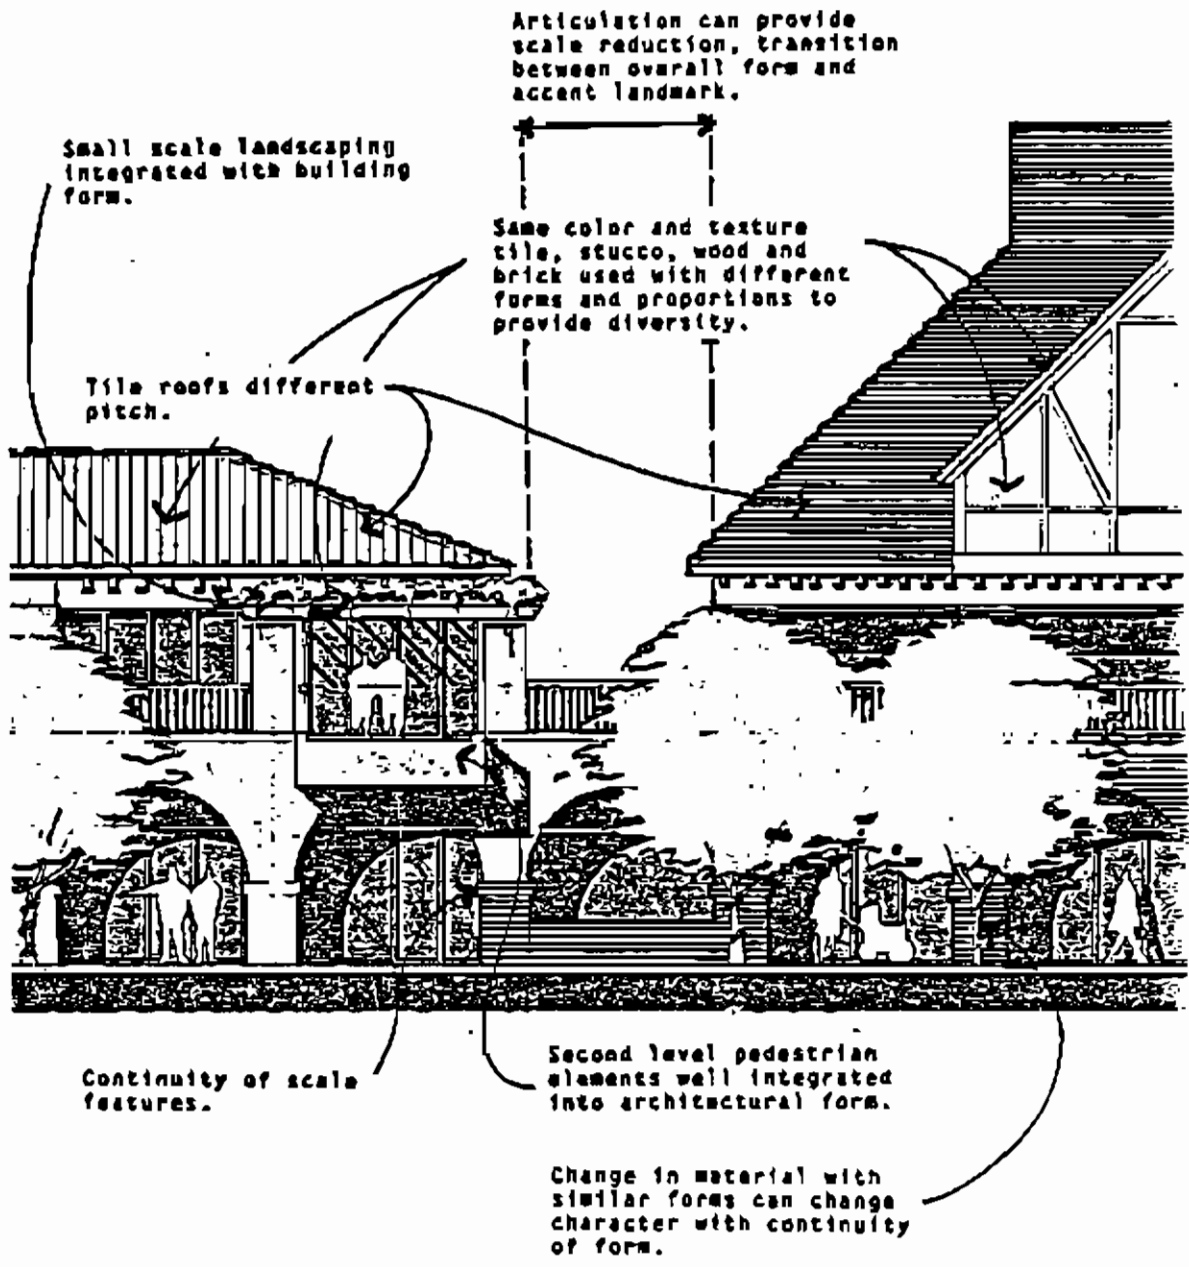 Articulation can provide
scale reduction, transition
between overall form and
accent landmark.
Small scale landscaping
integrated with building
form.
Same color and texture
tile, stucco, wood and
brick used with different
forms and proportions to
provide diversity.
Tile roofs different
pitch.
Continuity of scale
features.
Second level pedestrian
elements well integrated
into architectural form.
Change in material with
similar forms can change
character with continuity
of form.